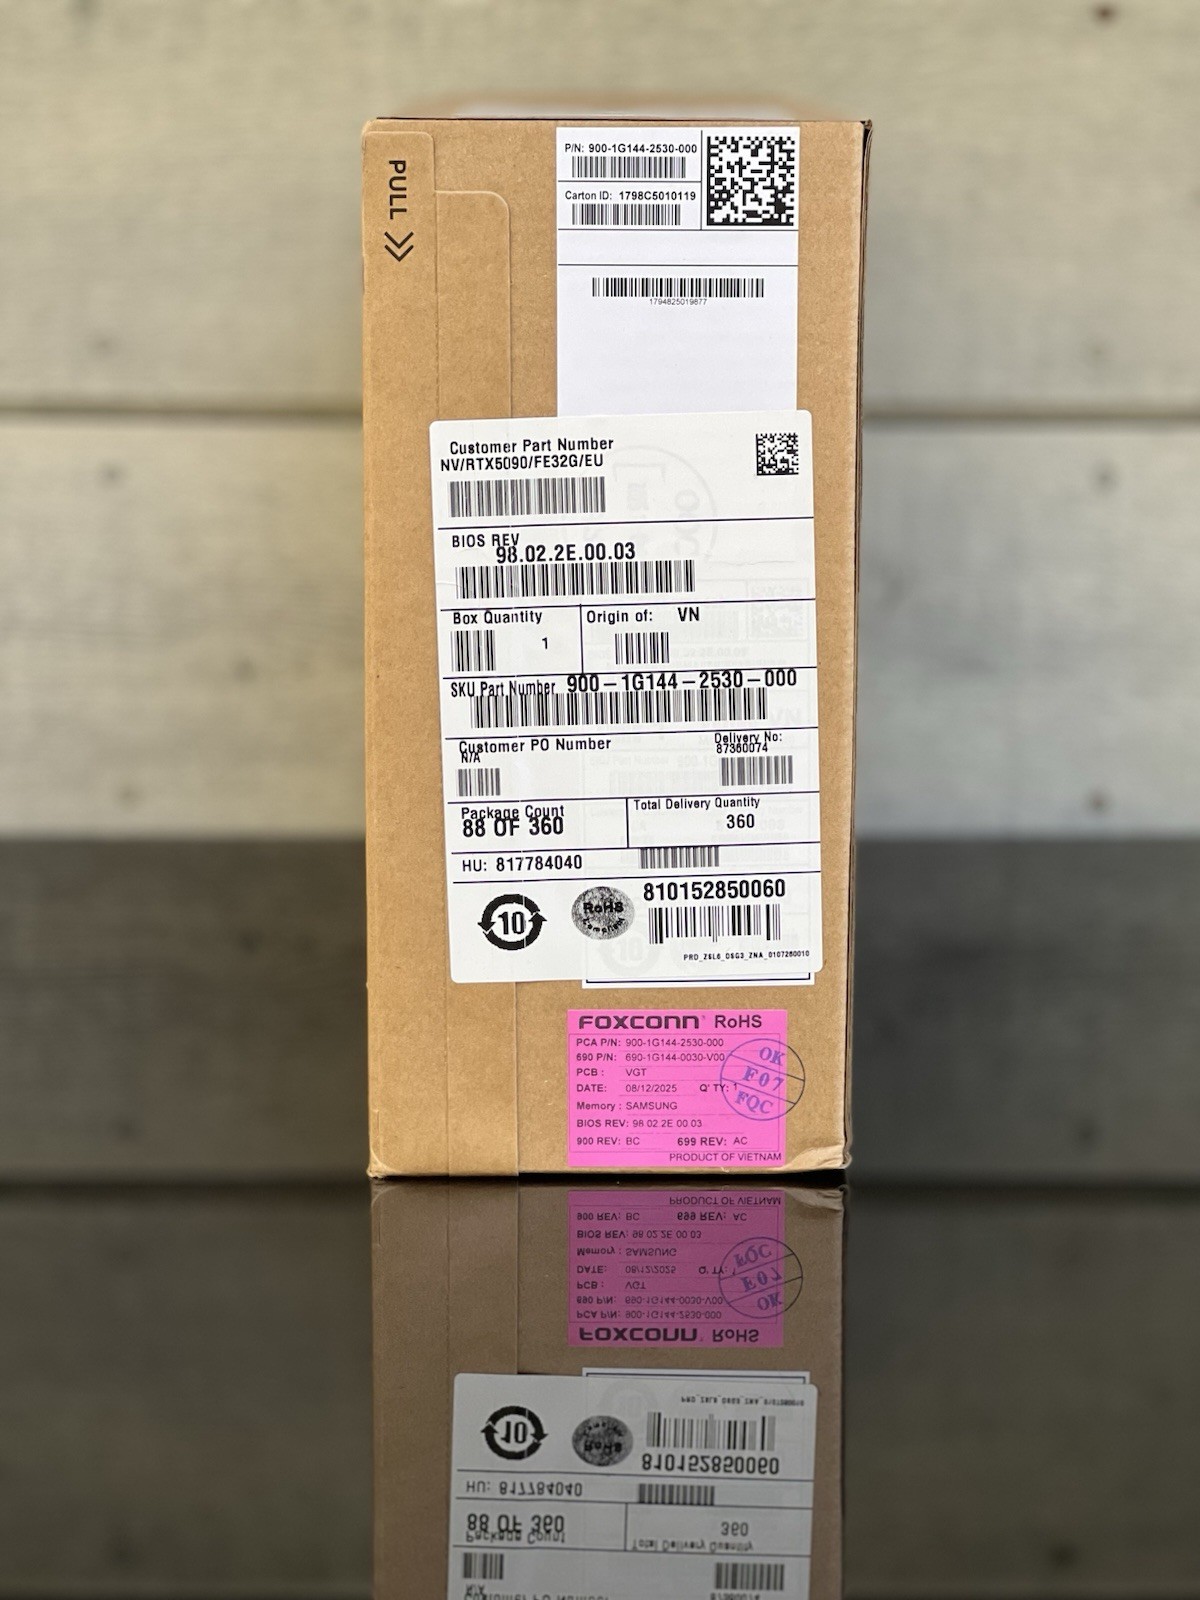 PULL
P/N: 900-1G144-2530-000
Carton ID: 1798C5010119
1794825019877
Customer Part Number
NV/RTX5090/FE32G/EU
BIOS REV
98.02.2E.00.03
Box Quantity 1
Origin of: VN
SKU Part Number 900-1G144-2530-000
Customer PO Number
N/A
Delivery No:
87360074
Package Count
88 OF 360
Total Delivery Quantity
360
HU: 817784040
10
RoHS
Compliant
810152850060
PRD_ZSL6_DSG3_ZNA_0107280010
FOXCONN RoHS
PCA P/N: 900-1G144-2530-000
690 P/N: 690-1G144-0030-V00
PCB: VGT
DATE: 08/12/2025 Q'TY: 1
Memory: SAMSUNG
BIOS REV: 98.02.2E.00.03
900 REV: BC 699 REV: AC
PRODUCT OF VIETNAM
OK
F07
FQC